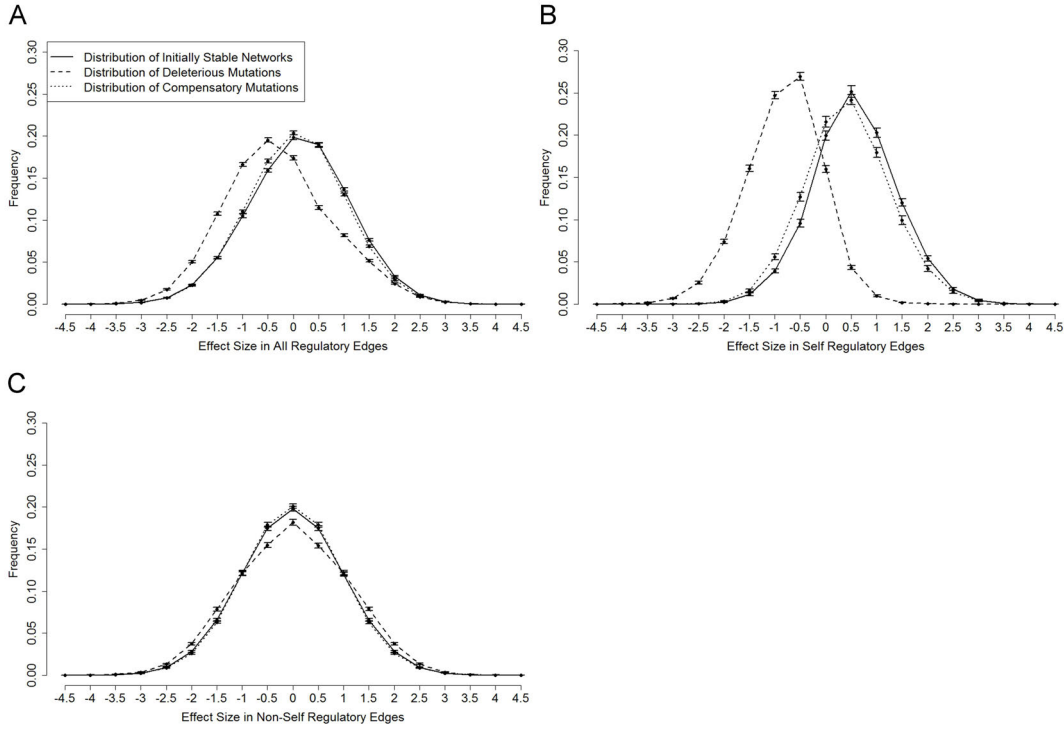 A
Distribution of Initially Stable Networks
Distribution of Deleterious Mutations
Distribution of Compensatory Mutations
Frequency
0.30
0.25
0.20
0.15
0.10
0.05
0.00
-4.5 -4 -3.5 -3 -2.5 -2 -1.5 -1 -0.5 0 0.5 1 1.5 2 2.5 3 3.5 4 4.5
Effect Size in All Regulatory Edges
B
Frequency
0.30
0.25
0.20
0.15
0.10
0.05
0.00
-4.5 -4 -3.5 -3 -2.5 -2 -1.5 -1 -0.5 0 0.5 1 1.5 2 2.5 3 3.5 4 4.5
Effect Size in Self Regulatory Edges
C
Frequency
0.30
0.25
0.20
0.15
0.10
0.05
0.00
-4.5 -4 -3.5 -3 -2.5 -2 -1.5 -1 -0.5 0 0.5 1 1.5 2 2.5 3 3.5 4 4.5
Effect Size in Non-Self Regulatory Edges